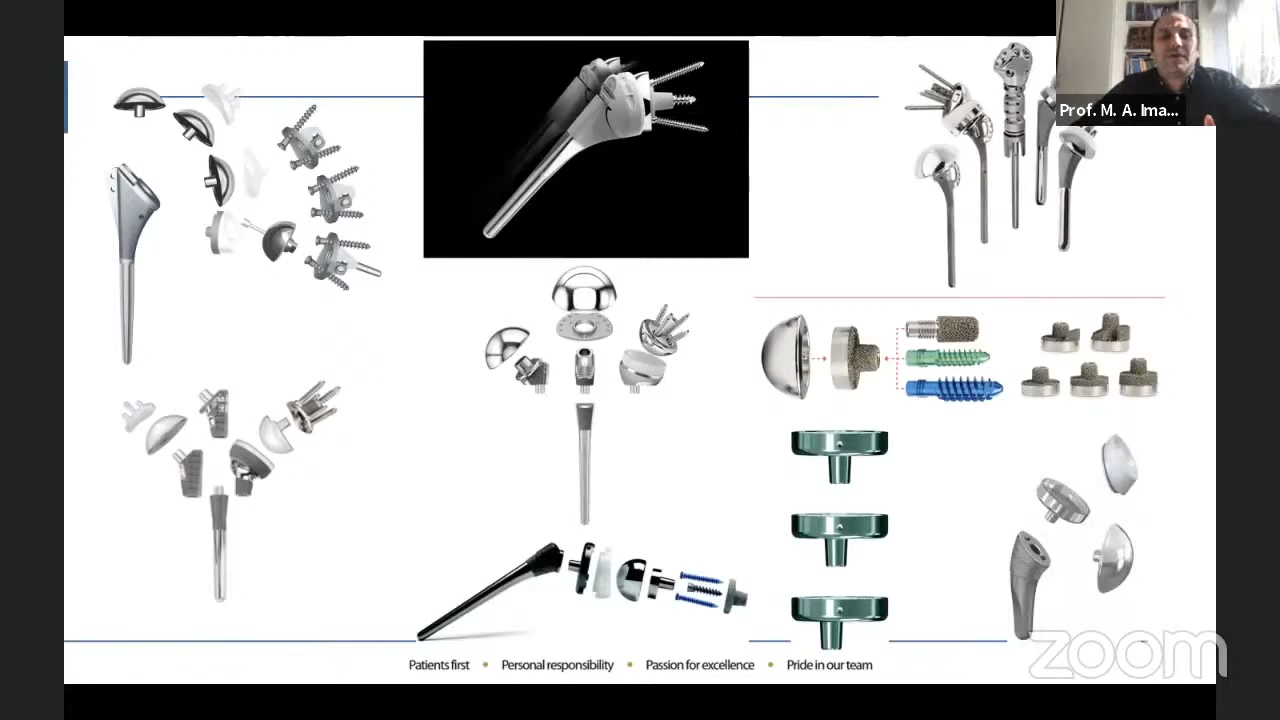 Prof. M. A. Ima...
Patients first • Personal responsibility • Passion for excellence • Pride in our team
zoom